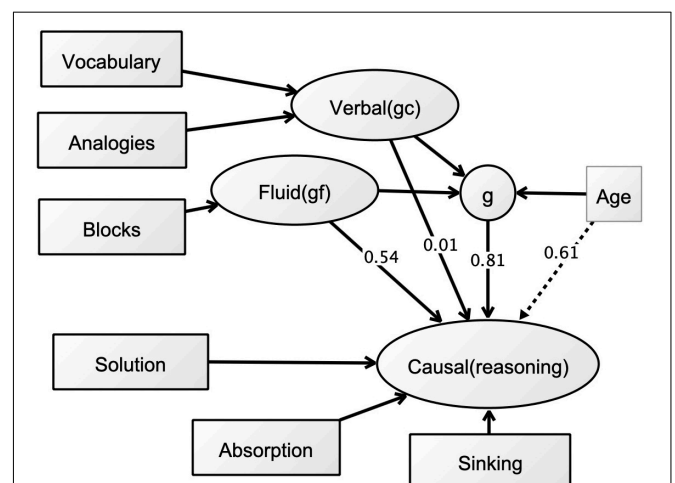 Vocabulary
Verbal(gc)
Analogies
Fluid(gf)
g
Age
Blocks
0.54
0.01
0.81
0.61
Solution
Causal(reasoning)
Absorption
Sinking